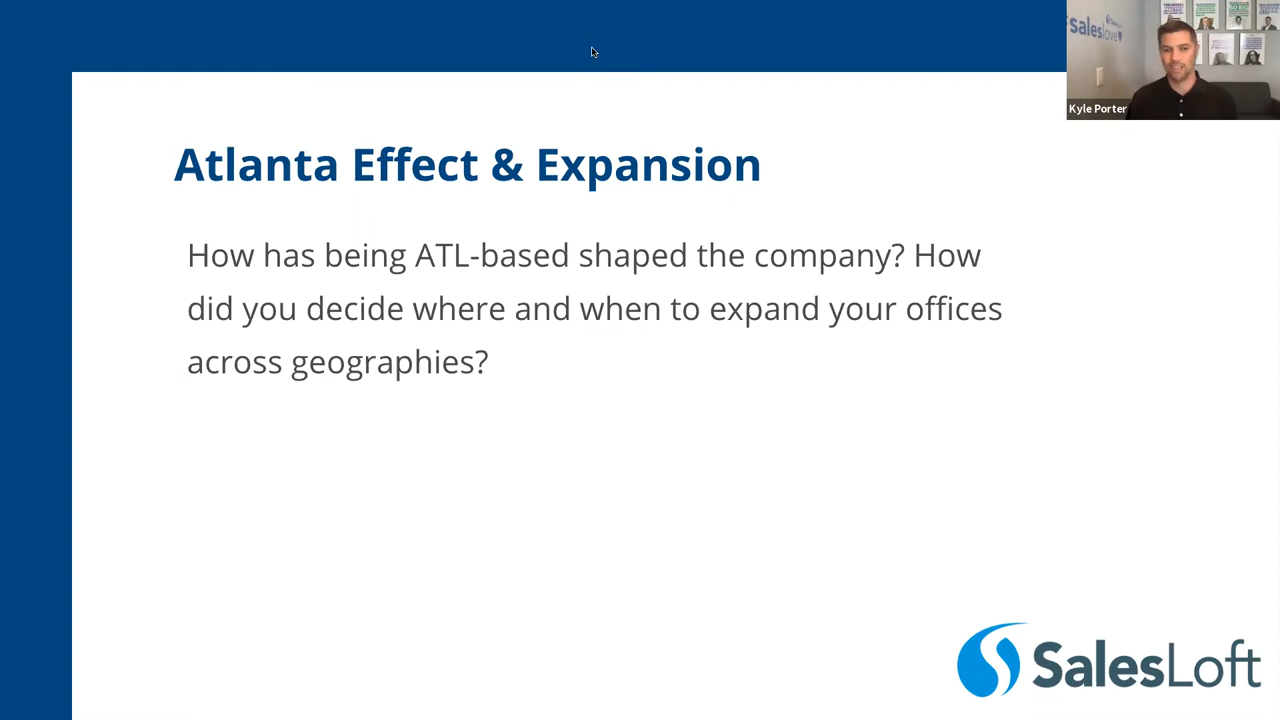 Saleslove
Kyle Porter
Atlanta Effect & Expansion
How has being ATL-based shaped the company? How
did you decide where and when to expand your offices
across geographies?
SalesLoft